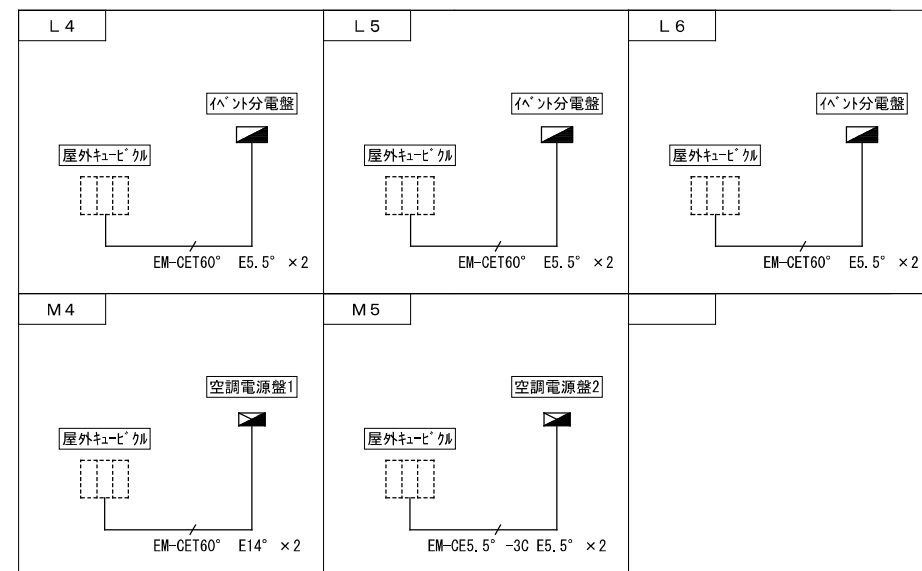 L4
イベント分電盤
屋外キュービクル
EM-CET60° E5.5° ×2
L5
イベント分電盤
屋外キュービクル
EM-CET60° E5.5° ×2
L6
イベント分電盤
屋外キュービクル
EM-CET60° E5.5° ×2
M4
空調電源盤1
屋外キュービクル
EM-CET60° E14° ×2
M5
空調電源盤2
屋外キュービクル
EM-CE5.5° -3C E5.5° ×2